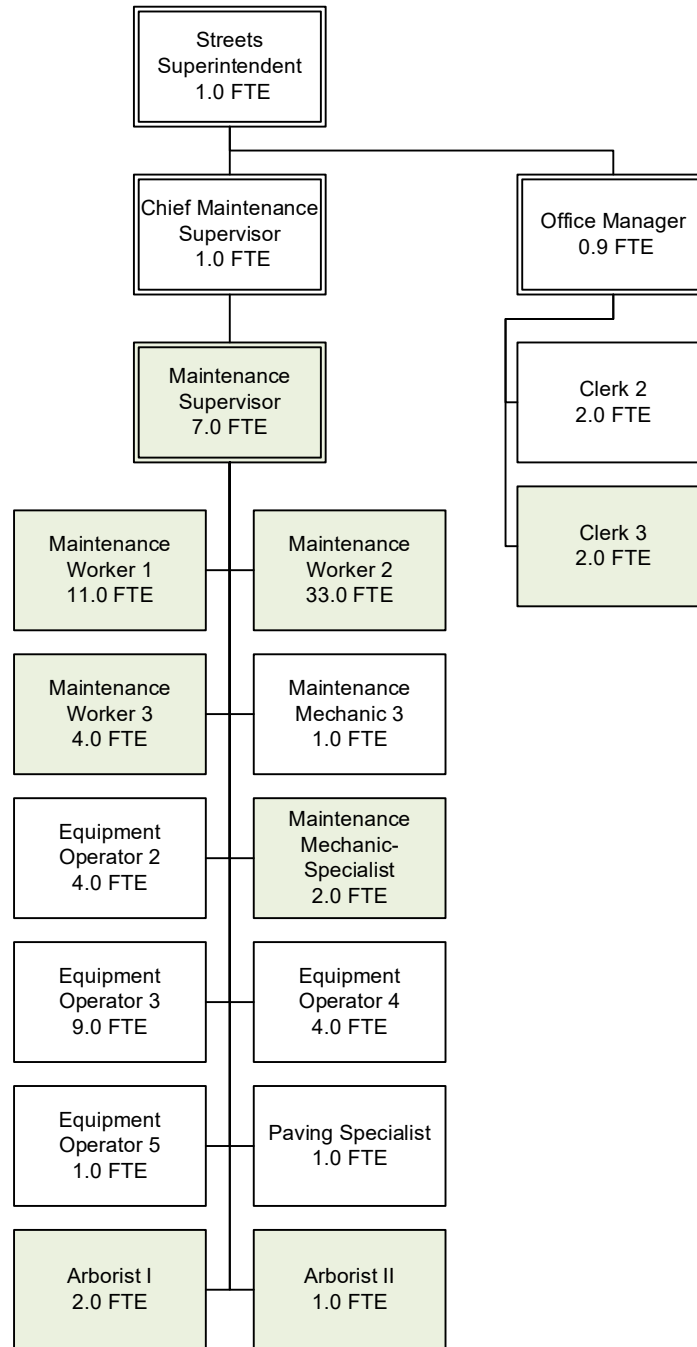 Streets
Superintendent
1.0 FTE
Chief Maintenance
Supervisor
1.0 FTE
Office Manager
0.9 FTE
Maintenance
Supervisor
7.0 FTE
Clerk 2
2.0 FTE
Clerk 3
2.0 FTE
Maintenance
Worker 1
11.0 FTE
Maintenance
Worker 2
33.0 FTE
Maintenance
Worker 3
4.0 FTE
Maintenance
Mechanic 3
1.0 FTE
Equipment
Operator 2
4.0 FTE
Maintenance
Mechanic-
Specialist
2.0 FTE
Equipment
Operator 3
9.0 FTE
Equipment
Operator 4
4.0 FTE
Equipment
Operator 5
1.0 FTE
Paving Specialist
1.0 FTE
Arborist I
2.0 FTE
Arborist II
1.0 FTE